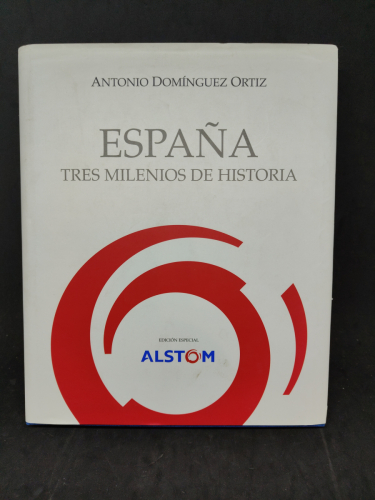 ANTONIO DOMÍNGUEZ ORTIZ
ESPAÑA
TRES MILENIOS DE HISTORIA
EDICIÓN ESPECIAL
ALSTOM